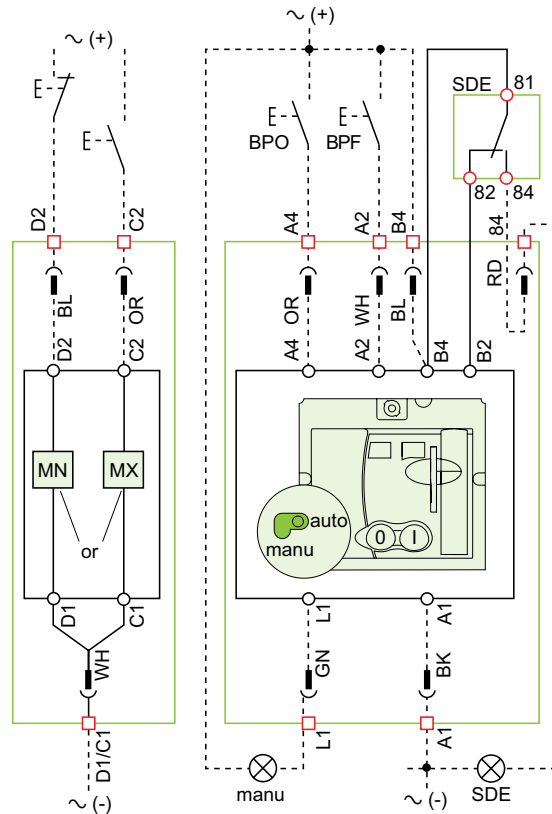 ∼ (+)
∼ (+)
SDE
81
BPO
BPF
82
84
D2
C2
A4
A2
B4
84
BL
OR
OR
WH
BL
RD
D2
C2
A4
A2
B4
B2
MN
MX
or
auto
manu
0
I
D1
C1
L1
A1
WH
GN
BK
D1/C1
L1
A1
manu
SDE
∼ (-)
∼ (-)